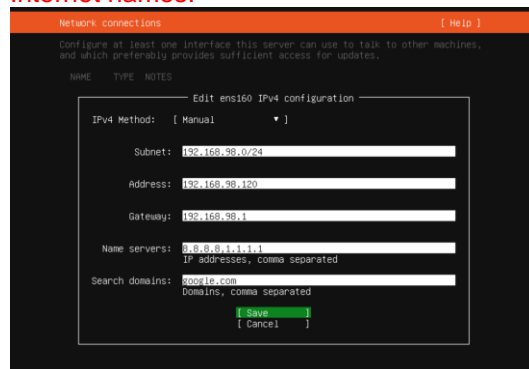 internet names.
Network connections [ Help ]
Configure at least one interface this server can use to talk to other machines,
and which preferably provides sufficient access for updates.
NAME TYPE NOTES
Edit ens160 IPv4 configuration
IPv4 Method: [ Manual ▾ ]
Subnet: 192.168.98.0/24
Address: 192.168.98.120
Gateway: 192.168.98.1
Name servers: 8.8.8.8,1.1.1.1
IP addresses, comma separated
Search domains: google.com
Domains, comma separated
[ Save ]
[ Cancel ]